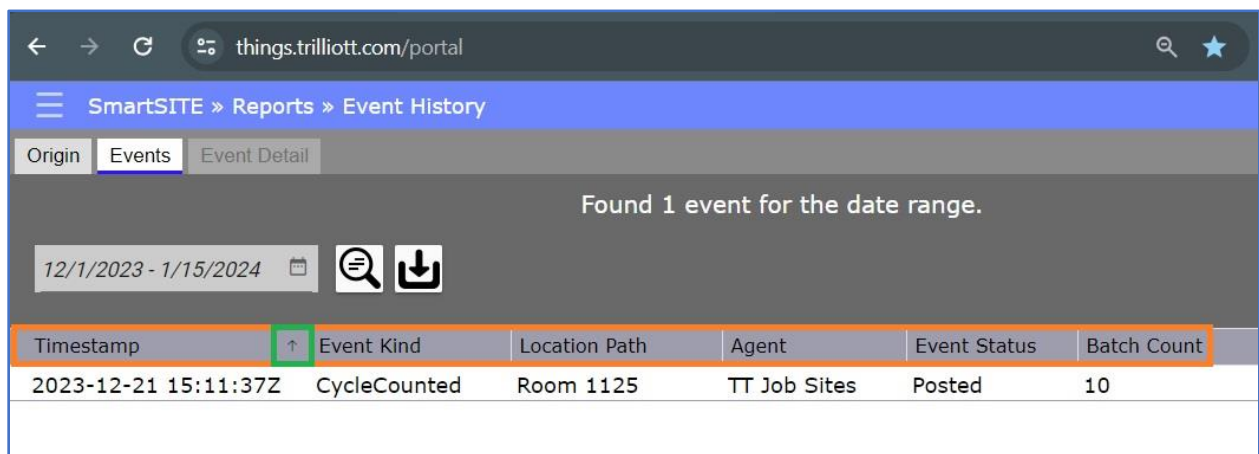 things.trilliott.com/portal
SmartSITE » Reports » Event History
Origin Events Event Detail
Found 1 event for the date range.
12/1/2023 - 1/15/2024
Timestamp ↑ Event Kind Location Path Agent Event Status Batch Count
2023-12-21 15:11:37Z CycleCounted Room 1125 TT Job Sites Posted 10